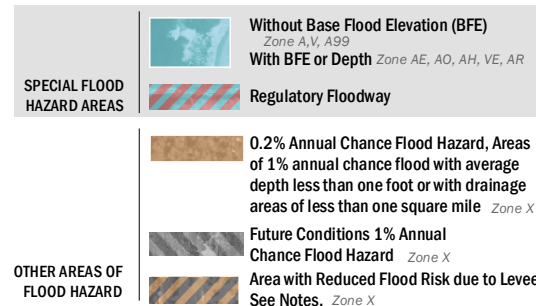 Without Base Flood Elevation (BFE)
Zone A,V, A99
With BFE or Depth Zone AE, AO, AH, VE, AR
SPECIAL FLOOD
HAZARD AREAS
Regulatory Floodway
0.2% Annual Chance Flood Hazard, Areas
of 1% annual chance flood with average
depth less than one foot or with drainage
areas of less than one square mile Zone X
Future Conditions 1% Annual
Chance Flood Hazard Zone X
OTHER AREAS OF
FLOOD HAZARD
Area with Reduced Flood Risk due to Levee
See Notes. Zone X